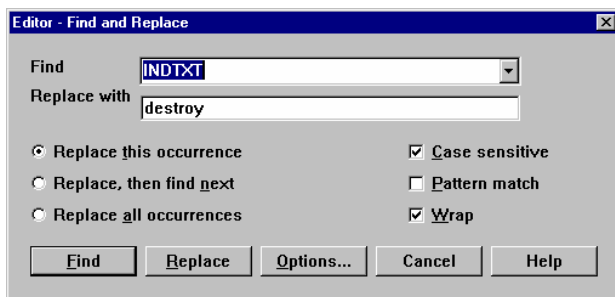 Editor - Find and Replace
Find INDTXT
Replace with destroy
Replace this occurrence Case sensitive
Replace, then find next Pattern match
Replace all occurrences Wrap
Find Replace Options... Cancel Help